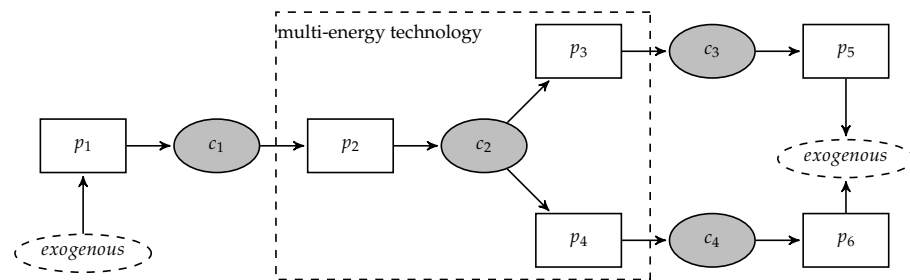 multi-energy technology
p3
c3
p5
p1
c1
p2
c2
exogenous
exogenous
p4
c4
p6